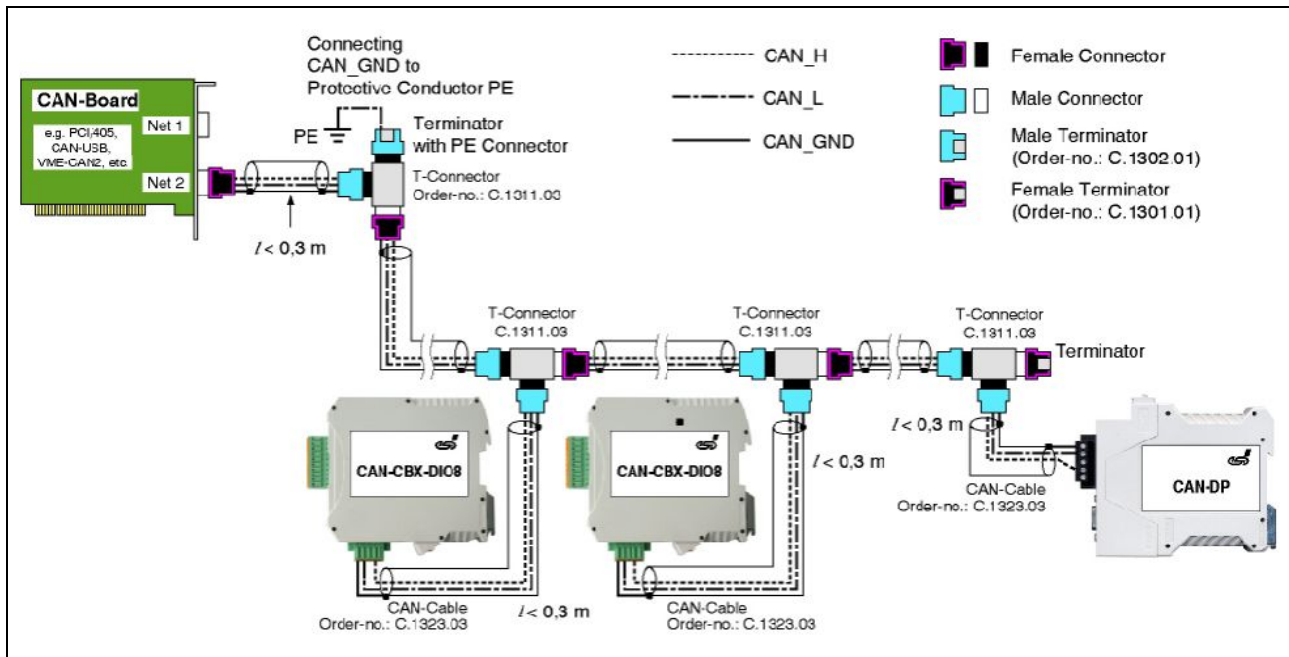 Connecting
CAN_GND to
Protective Conductor PE
CAN_H
CAN_L
CAN_GND
Female Connector
Male Connector
Male Terminator
(Order-no.: C.1302.01)
Female Terminator
(Order-no.: C.1301.01)
CAN-Board
e.g. PCI/405,
CAN-USB,
VME-CAN2, etc.
Net 1
Net 2
PE
Terminator
with PE Connector
T-Connector
Order-no.: C.1311.03
l < 0,3 m
T-Connector
C.1311.03
T-Connector
C.1311.03
T-Connector
C.1311.03
Terminator
CAN-CBX-DIO8
CAN-CBX-DIO8
CAN-DP
l < 0,3 m
l < 0,3 m
CAN-Cable
Order-no.: C.1323.03
CAN-Cable
Order-no.: C.1323.03
l < 0,3 m
CAN-Cable
Order-no.: C.1323.03